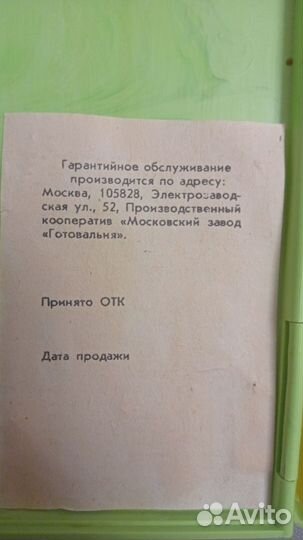 Гарантийное обслуживание
производится по адресу:
Москва, 105828, Электрозавод-
ская ул., 52, Производственный
кооператив «Московский завод
«Готовальня».
Принято ОТК
Дата продажи
Avito